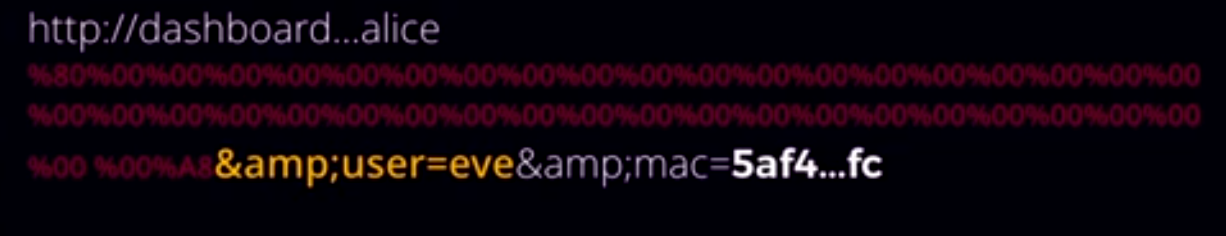 http://dashboard...alice
%80%00%00%00%00%00%00%00%00%00%00%00%00%00%00%00%00%00%00%00
%00%00%00%00%00%00%00%00%00%00%00%00%00%00%00%00%00%00%00%00
%00 %00%A8&amp;user=eve&amp;mac=5af4...fc